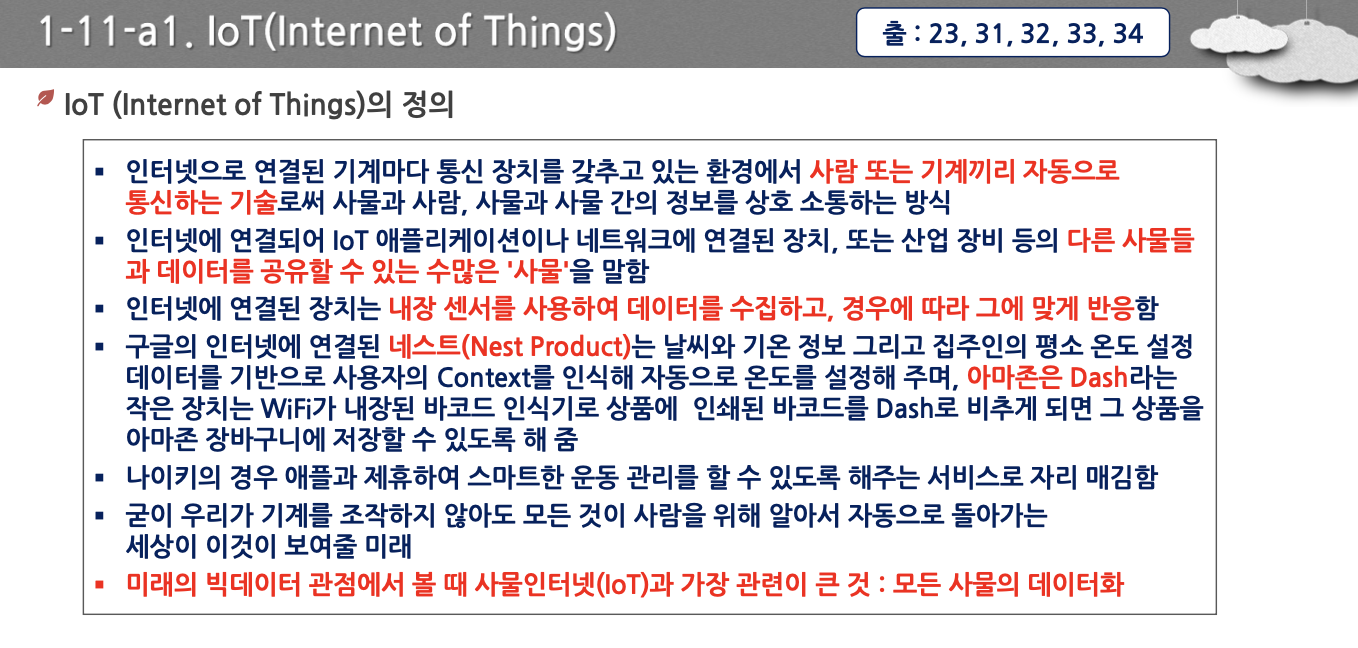 1-11-a1. IoT(Internet of Things)
출 : 23, 31, 32, 33, 34
IoT (Internet of Things)의 정의
▪ 인터넷으로 연결된 기계마다 통신 장치를 갖추고 있는 환경에서 사람 또는 기계끼리 자동으로
통신하는 기술로써 사물과 사람, 사물과 사물 간의 정보를 상호 소통하는 방식
▪ 인터넷에 연결되어 IoT 애플리케이션이나 네트워크에 연결된 장치, 또는 산업 장비 등의 다른 사물들
과 데이터를 공유할 수 있는 수많은 '사물'을 말함
▪ 인터넷에 연결된 장치는 내장 센서를 사용하여 데이터를 수집하고, 경우에 따라 그에 맞게 반응함
▪ 구글의 인터넷에 연결된 네스트(Nest Product)는 날씨와 기온 정보 그리고 집주인의 평소 온도 설정
데이터를 기반으로 사용자의 Context를 인식해 자동으로 온도를 설정해 주며, 아마존은 Dash라는
작은 장치는 WiFi가 내장된 바코드 인식기로 상품에 인쇄된 바코드를 Dash로 비추게 되면 그 상품을
아마존 장바구니에 저장할 수 있도록 해 줌
▪ 나이키의 경우 애플과 제휴하여 스마트한 운동 관리를 할 수 있도록 해주는 서비스로 자리 매김함
▪ 굳이 우리가 기계를 조작하지 않아도 모든 것이 사람을 위해 알아서 자동으로 돌아가는
세상이 이것이 보여줄 미래
▪ 미래의 빅데이터 관점에서 볼 때 사물인터넷(IoT)과 가장 관련이 큰 것 : 모든 사물의 데이터화